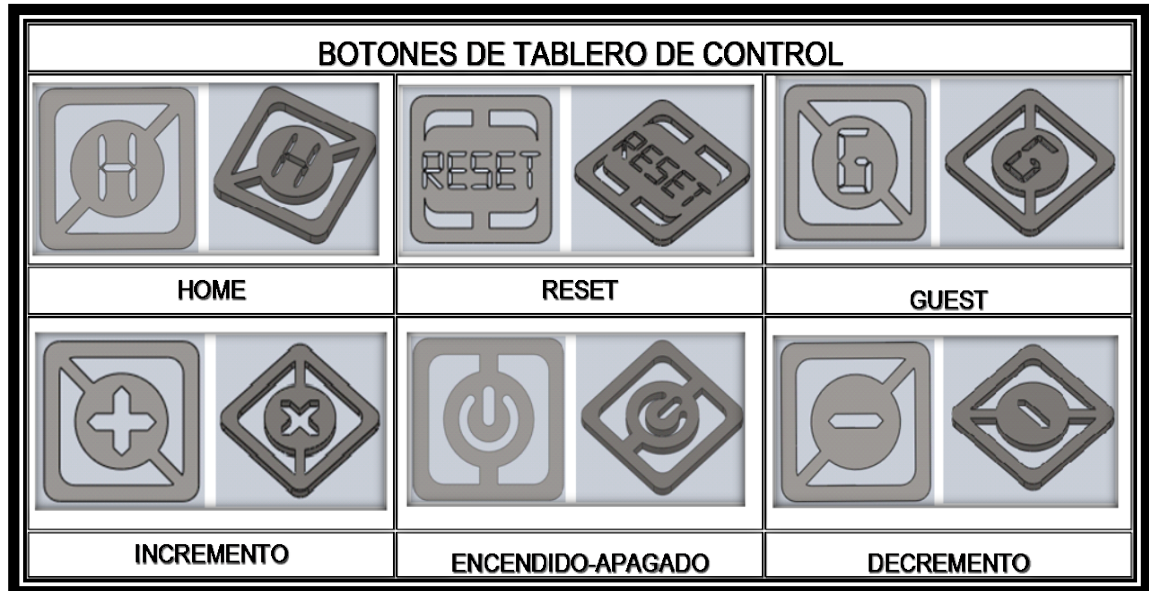 BOTONES DE TABLERO DE CONTROL
H H
RESET RESET
G G
HOME
RESET
GUEST
INCREMENTO
ENCENDIDO-APAGADO
DECREMENTO